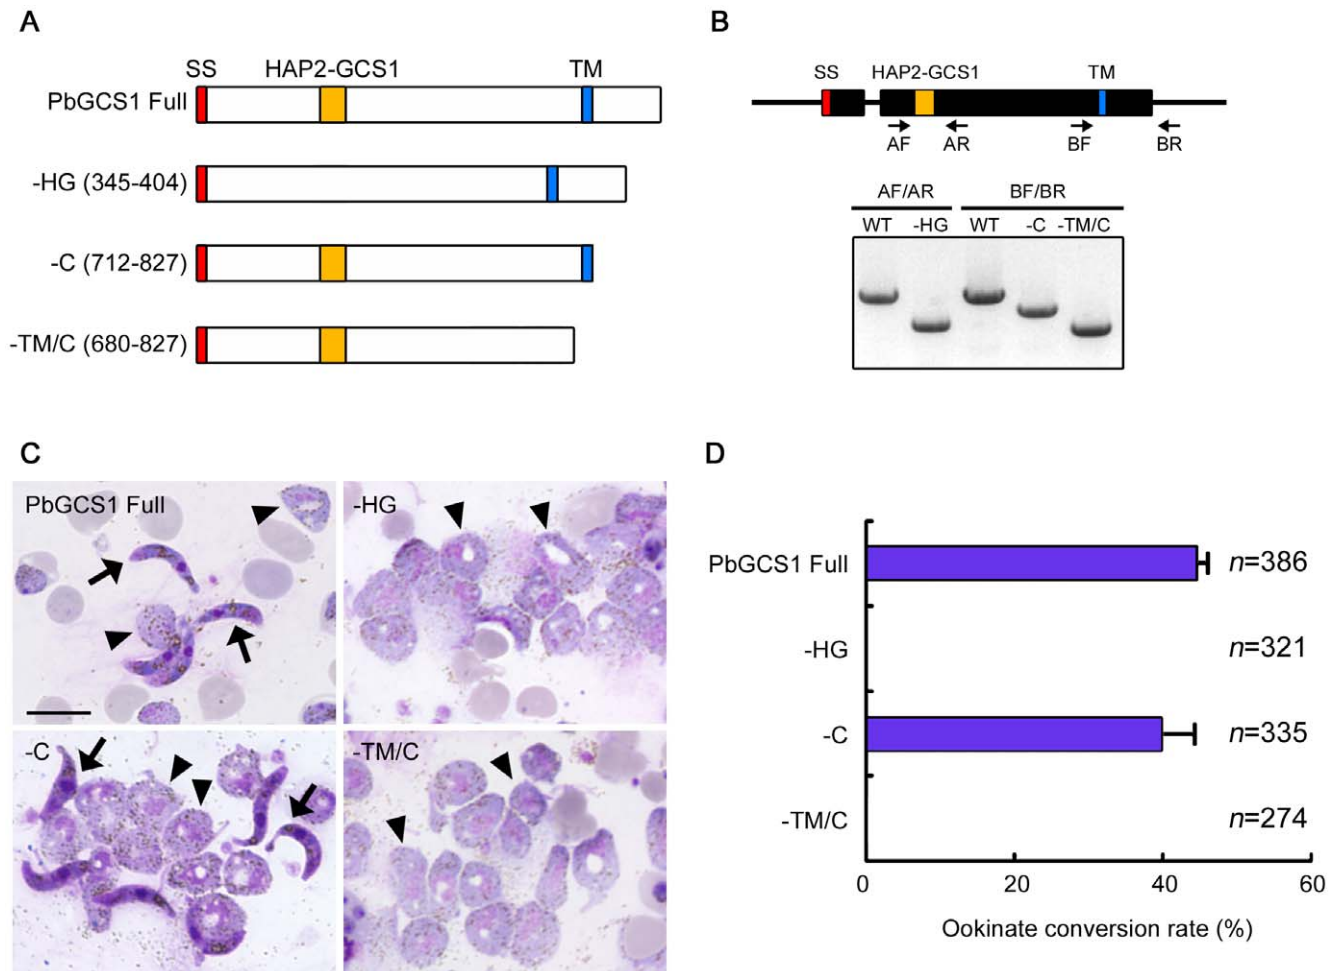 A
SS HAP2-GCS1 TM
PbGCS1 Full
-HG (345-404)
-C (712-827)
-TM/C (680-827)
B
SS HAP2-GCS1 TM
AF AR BF BR
AF/AR BF/BR
WT -HG WT -C -TM/C
C
PbGCS1 Full
-HG
-C
-TM/C
D
PbGCS1 Full n=386
-HG n=321
-C n=335
-TM/C n=274
0 20 40 60
Ookinate conversion rate (%)